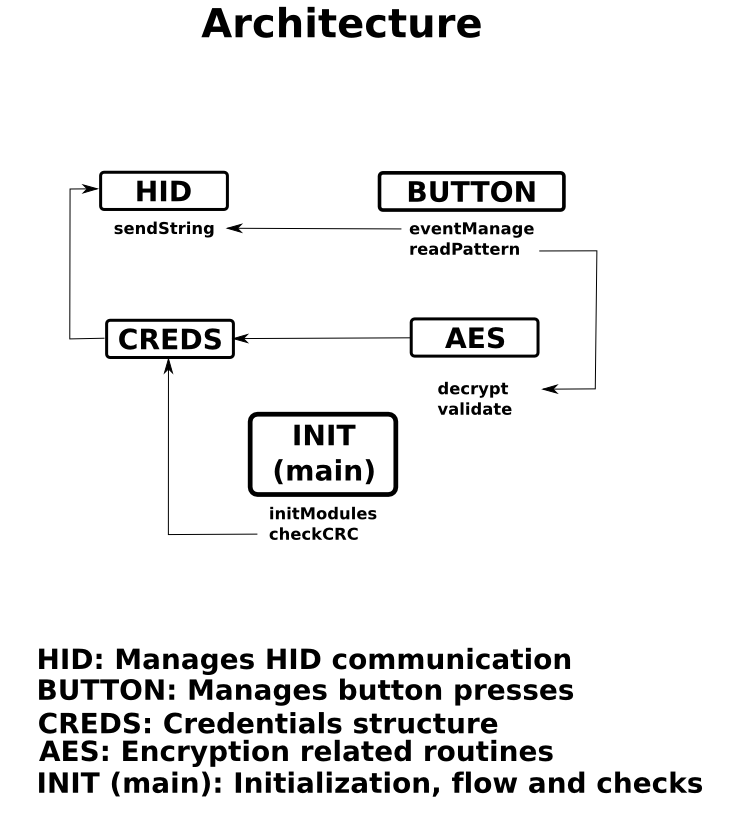 Architecture
HID
BUTTON
sendString
eventManage
readPattern
CREDS
AES
decrypt
validate
INIT
(main)
initModules
checkCRC
HID: Manages HID communication
BUTTON: Manages button presses
CREDS: Credentials structure
AES: Encryption related routines
INIT (main): Initialization, flow and checks